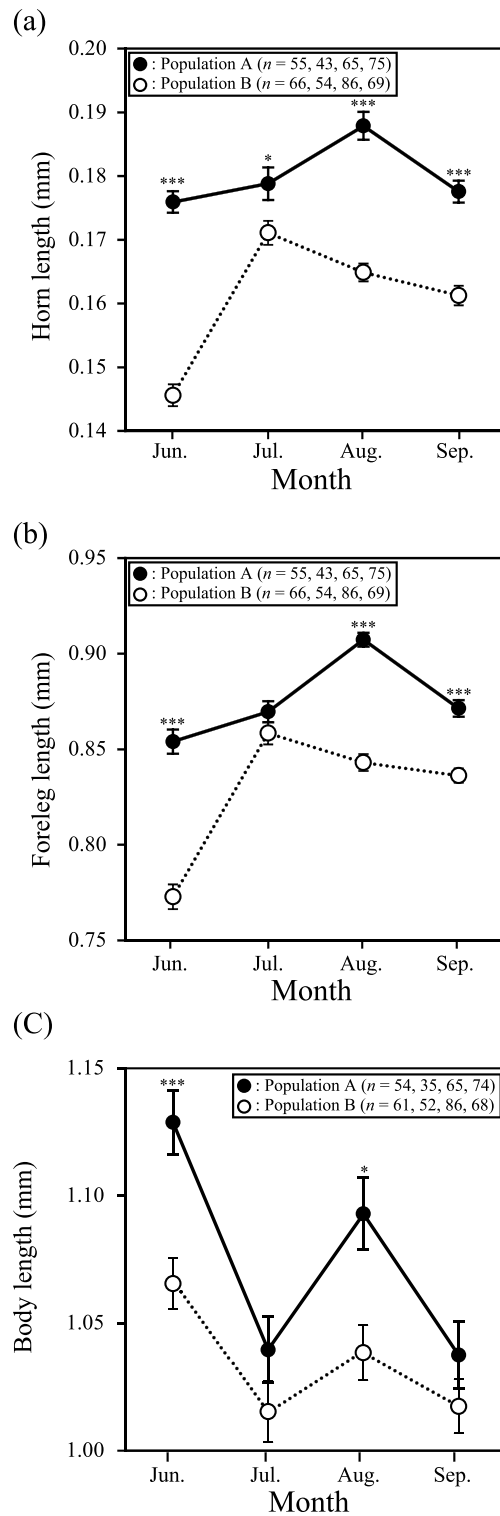 (a)
0.20
● : Population A (n = 55, 43, 65, 75)
○ : Population B (n = 66, 54, 86, 69)
0.19
***
*
***
***
0.18
0.17
0.16
0.15
0.14
Horn length (mm)
Jun. Jul. Aug. Sep.
Month
(b)
0.95
● : Population A (n = 55, 43, 65, 75)
○ : Population B (n = 66, 54, 86, 69)
***
0.90
***
***
0.85
0.80
0.75
Foreleg length (mm)
Jun. Jul. Aug. Sep.
Month
(C)
1.15
● : Population A (n = 54, 35, 65, 74)
○ : Population B (n = 61, 52, 86, 68)
***
*
1.10
1.05
1.00
Body length (mm)
Jun. Jul. Aug. Sep.
Month